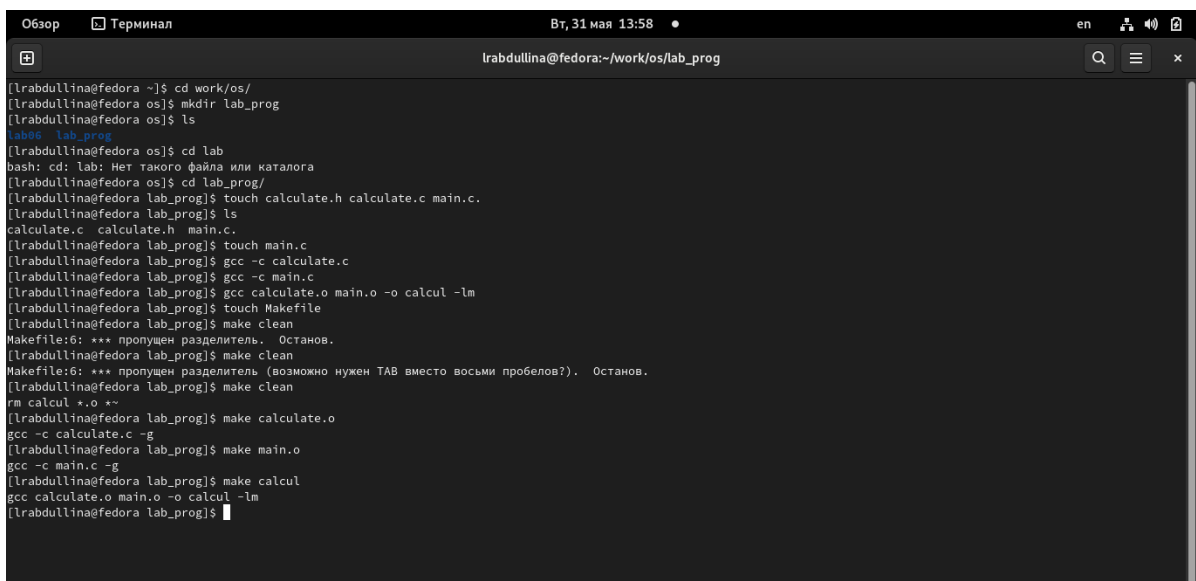 Обзор Терминал Вт, 31 мая 13:58 en
lrabdullina@fedora:~/work/os/lab_prog
[lrabdullina@fedora ~]$ cd work/os/
[lrabdullina@fedora os]$ mkdir lab_prog
[lrabdullina@fedora os]$ ls
lab06 lab_prog
[lrabdullina@fedora os]$ cd lab
bash: cd: lab: Нет такого файла или каталога
[lrabdullina@fedora os]$ cd lab_prog/
[lrabdullina@fedora lab_prog]$ touch calculate.h calculate.c main.c.
[lrabdullina@fedora lab_prog]$ ls
calculate.c calculate.h main.c.
[lrabdullina@fedora lab_prog]$ touch main.c
[lrabdullina@fedora lab_prog]$ gcc -c calculate.c
[lrabdullina@fedora lab_prog]$ gcc -c main.c
[lrabdullina@fedora lab_prog]$ gcc calculate.o main.o -o calcul -lm
[lrabdullina@fedora lab_prog]$ touch Makefile
[lrabdullina@fedora lab_prog]$ make clean
Makefile:6: *** пропущен разделитель. Останов.
[lrabdullina@fedora lab_prog]$ make clean
Makefile:6: *** пропущен разделитель (возможно нужен TAB вместо восьми пробелов?). Останов.
[lrabdullina@fedora lab_prog]$ make clean
rm calcul *.o *~
[lrabdullina@fedora lab_prog]$ make calculate.o
gcc -c calculate.c -g
[lrabdullina@fedora lab_prog]$ make main.o
gcc -c main.c -g
[lrabdullina@fedora lab_prog]$ make calcul
gcc calculate.o main.o -o calcul -lm
[lrabdullina@fedora lab_prog]$